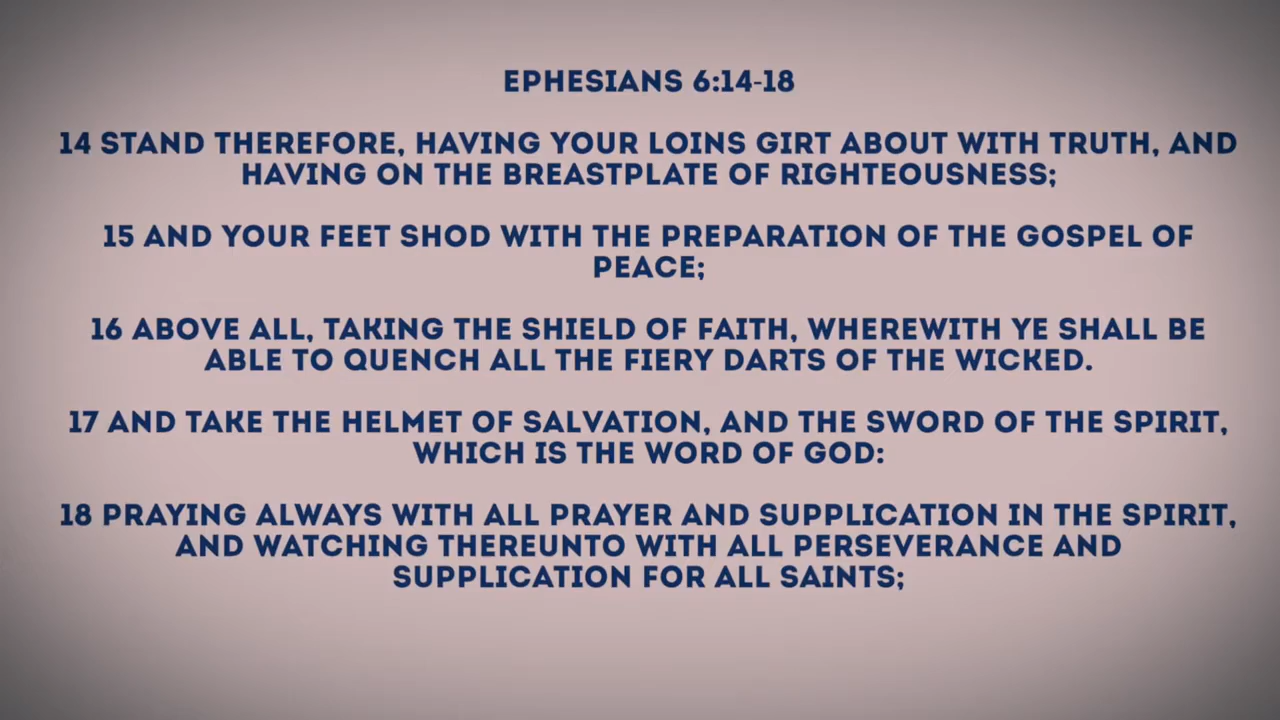 EPHESIANS 6:14-18
14 STAND THEREFORE, HAVING YOUR LOINS GIRT ABOUT WITH TRUTH, AND
HAVING ON THE BREASTPLATE OF RIGHTEOUSNESS;
15 AND YOUR FEET SHOD WITH THE PREPARATION OF THE GOSPEL OF
PEACE;
16 ABOVE ALL, TAKING THE SHIELD OF FAITH, WHEREWITH YE SHALL BE
ABLE TO QUENCH ALL THE FIERY DARTS OF THE WICKED.
17 AND TAKE THE HELMET OF SALVATION, AND THE SWORD OF THE SPIRIT,
WHICH IS THE WORD OF GOD:
18 PRAYING ALWAYS WITH ALL PRAYER AND SUPPLICATION IN THE SPIRIT,
AND WATCHING THEREUNTO WITH ALL PERSEVERANCE AND
SUPPLICATION FOR ALL SAINTS;